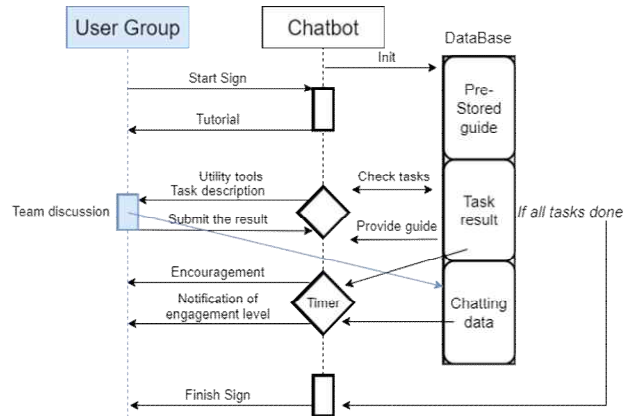 User Group
Chatbot
DataBase
Init
Start Sign
Pre-
Stored
guide
Tutorial
Utility tools
Task description
Check tasks
Team discussion
Submit the result
Provide guide
Task
result
If all tasks done
Encouragement
Timer
Notification of
engagement level
Chatting
data
Finish Sign